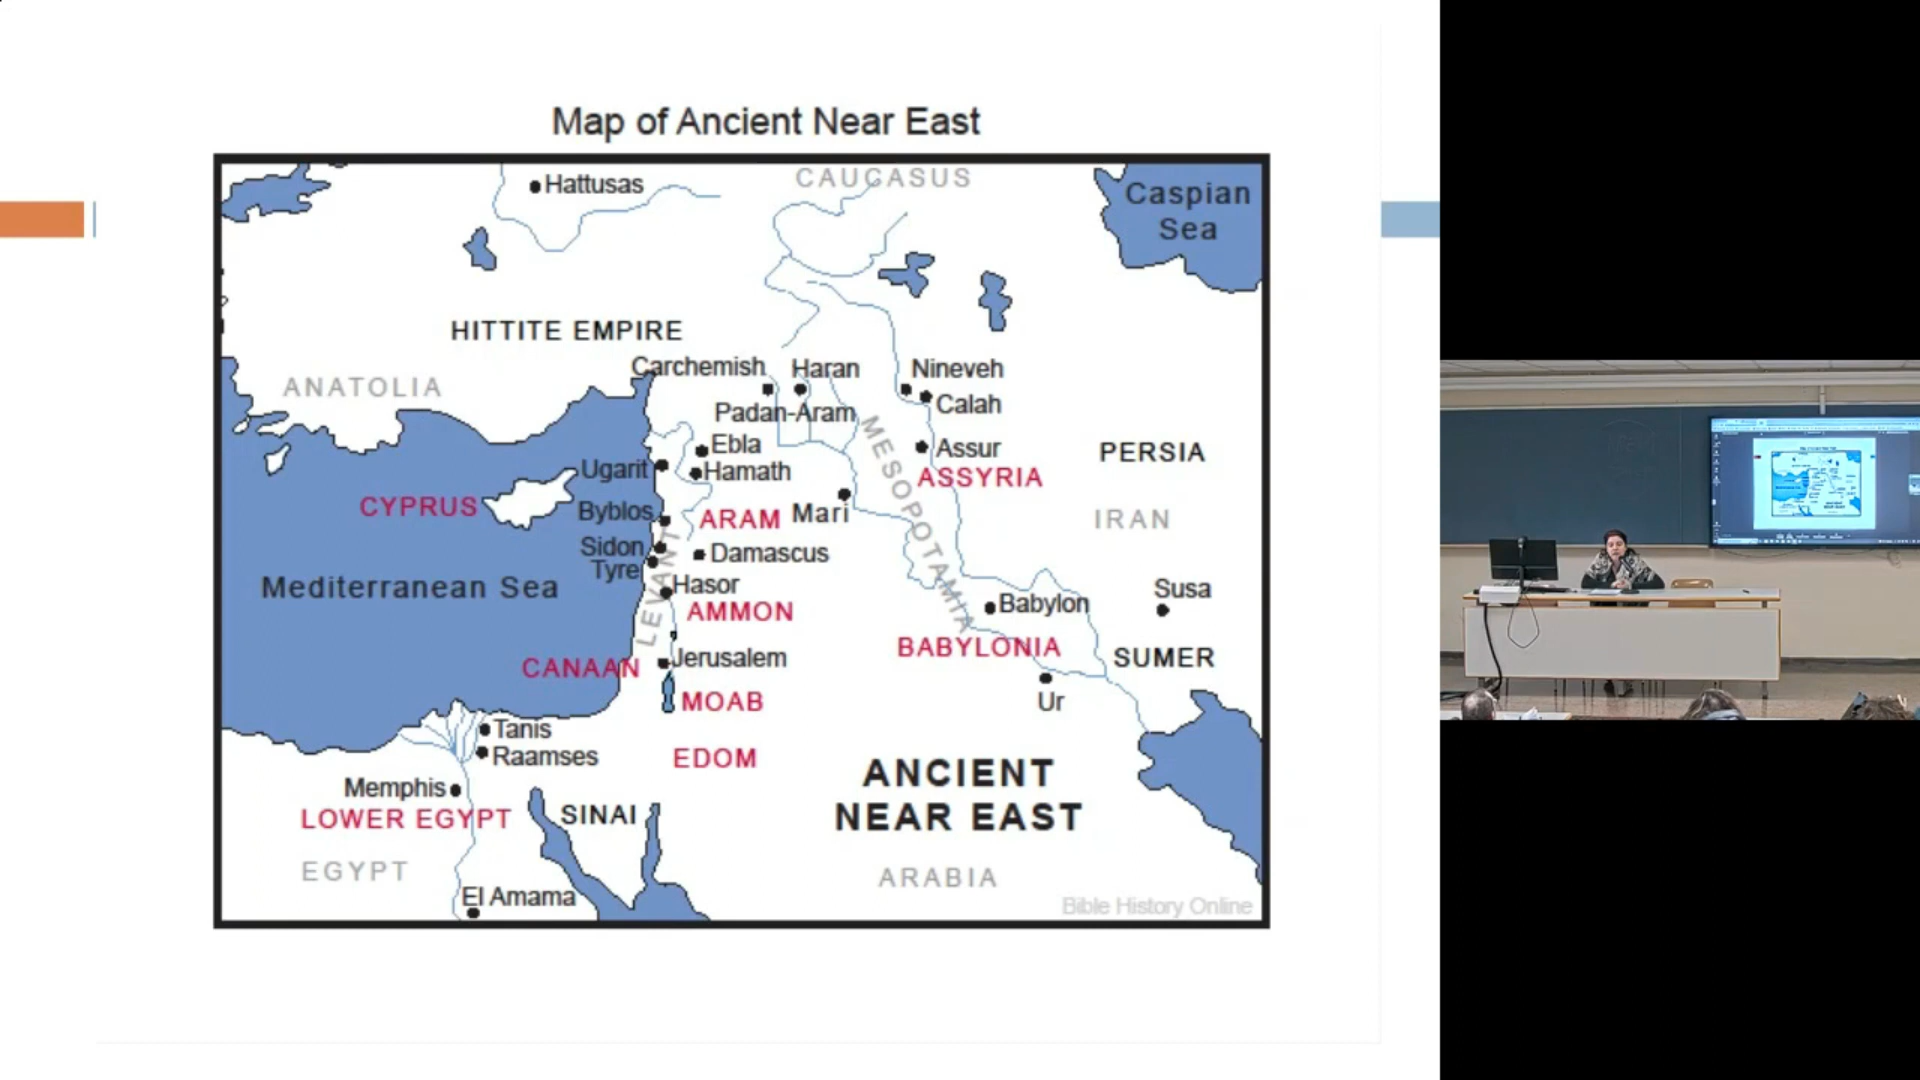 Map of Ancient Near East
CAUCASUS
Hattusas
Caspian
Sea
HITTITE EMPIRE
Carchemish
Haran
Nineveh
ANATOLIA
Calah
Padan-Aram
Ebla
Assur
PERSIA
Ugarit
Hamath
ASSYRIA
MESOPOTAMIA
CYPRUS
Byblos
ARAM
Mari
IRAN
Sidon
Damascus
Tyre
LEVANT
Hasor
Mediterranean Sea
Susa
AMMON
Babylon
BABYLONIA
SUMER
CANAAN
Jerusalem
MOAB
Ur
Tanis
Raamses
EDOM
ANCIENT
NEAR EAST
Memphis
LOWER EGYPT
SINAI
EGYPT
ARABIA
El Amama
Bible History Online